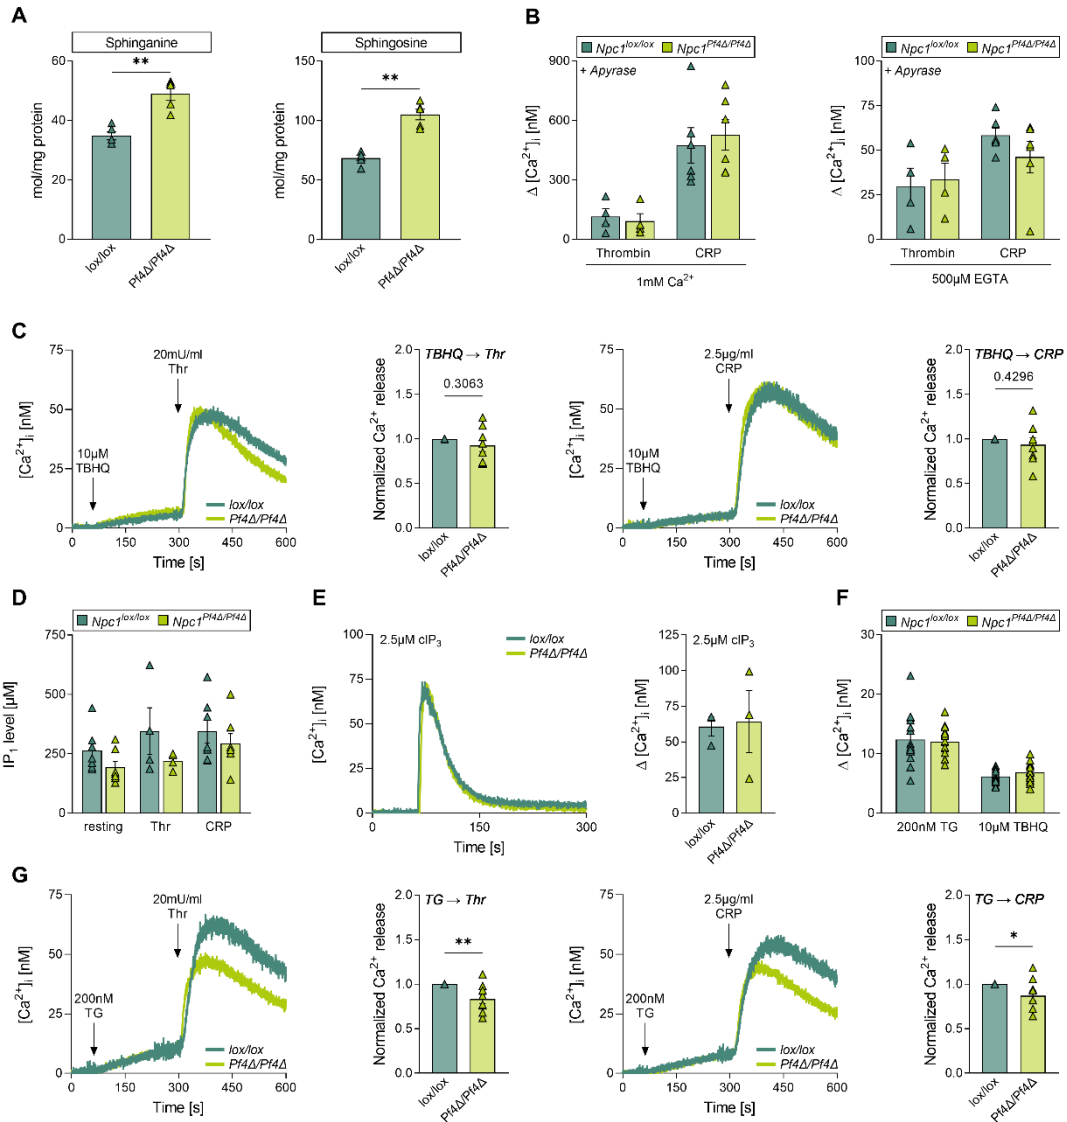 A
Sphinganine
60
40
20
0
mol/mg protein
**
lox/lox
Pf4Δ/Pf4Δ
Sphingosine
150
100
50
0
mol/mg protein
**
lox/lox
Pf4Δ/Pf4Δ
B
Npc1lox/lox Npc1Pf4Δ/Pf4Δ
+ Apyrase
900
600
300
0
Δ [Ca²⁺]i [nM]
Thrombin CRP
1mM Ca²⁺
Npc1lox/lox Npc1Pf4Δ/Pf4Δ
+ Apyrase
100
75
50
25
0
Δ [Ca²⁺]i [nM]
Thrombin CRP
500µM EGTA
C
75
50
25
0
[Ca²⁺]i [nM]
20mU/ml
Thr
10µM
TBHQ
lox/lox
Pf4Δ/Pf4Δ
0 150 300 450 600
Time [s]
2.0
1.5
1.0
0.5
0.0
Normalized Ca²⁺ release
TBHQ → Thr
0.3063
lox/lox
Pf4Δ/Pf4Δ
75
50
25
0
[Ca²⁺]i [nM]
2.5µg/ml
CRP
10µM
TBHQ
lox/lox
Pf4Δ/Pf4Δ
0 150 300 450 600
Time [s]
2.0
1.5
1.0
0.5
0.0
Normalized Ca²⁺ release
TBHQ → CRP
0.4296
lox/lox
Pf4Δ/Pf4Δ
D
Npc1lox/lox Npc1Pf4Δ/Pf4Δ
750
500
250
0
IP₁ level [µM]
resting Thr CRP
E
100
75
50
25
0
[Ca²⁺]i [nM]
2.5µM cIP₃
lox/lox
Pf4Δ/Pf4Δ
0 150 300
Time [s]
125
100
75
50
25
0
Δ [Ca²⁺]i [nM]
2.5µM cIP₃
lox/lox
Pf4Δ/Pf4Δ
F
Npc1lox/lox Npc1Pf4Δ/Pf4Δ
30
20
10
0
Δ [Ca²⁺]i [nM]
200nM TG 10µM TBHQ
G
75
50
25
0
[Ca²⁺]i [nM]
20mU/ml
Thr
200nM
TG
lox/lox
Pf4Δ/Pf4Δ
0 150 300 450 600
Time [s]
2.0
1.5
1.0
0.5
0.0
Normalized Ca²⁺ release
TG → Thr
**
lox/lox
Pf4Δ/Pf4Δ
75
50
25
0
[Ca²⁺]i [nM]
2.5µg/ml
CRP
200nM
TG
lox/lox
Pf4Δ/Pf4Δ
0 150 300 450 600
Time [s]
2.0
1.5
1.0
0.5
0.0
Normalized Ca²⁺ release
TG → CRP
*
lox/lox
Pf4Δ/Pf4Δ